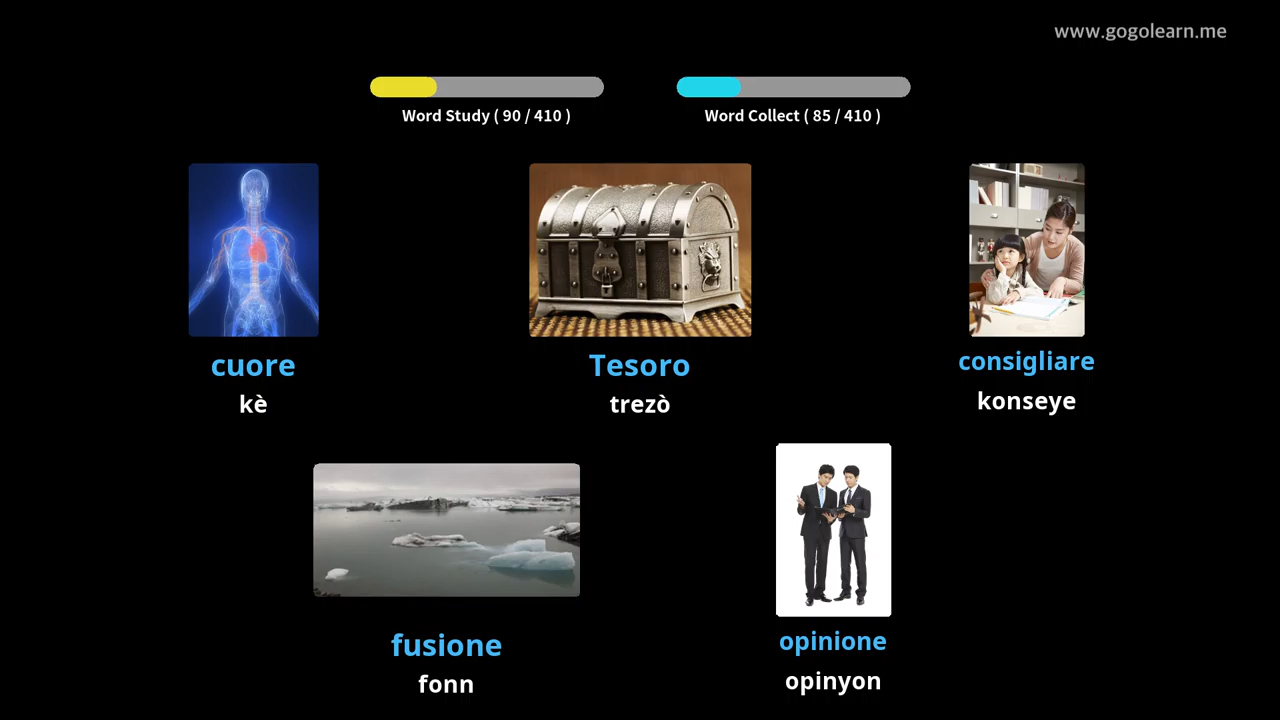 www.gogolearn.me
Word Study ( 90 / 410 )
Word Collect ( 85 / 410 )
cuore
kè
Tesoro
trezò
consigliare
konseye
fusione
fonn
opinione
opinyon